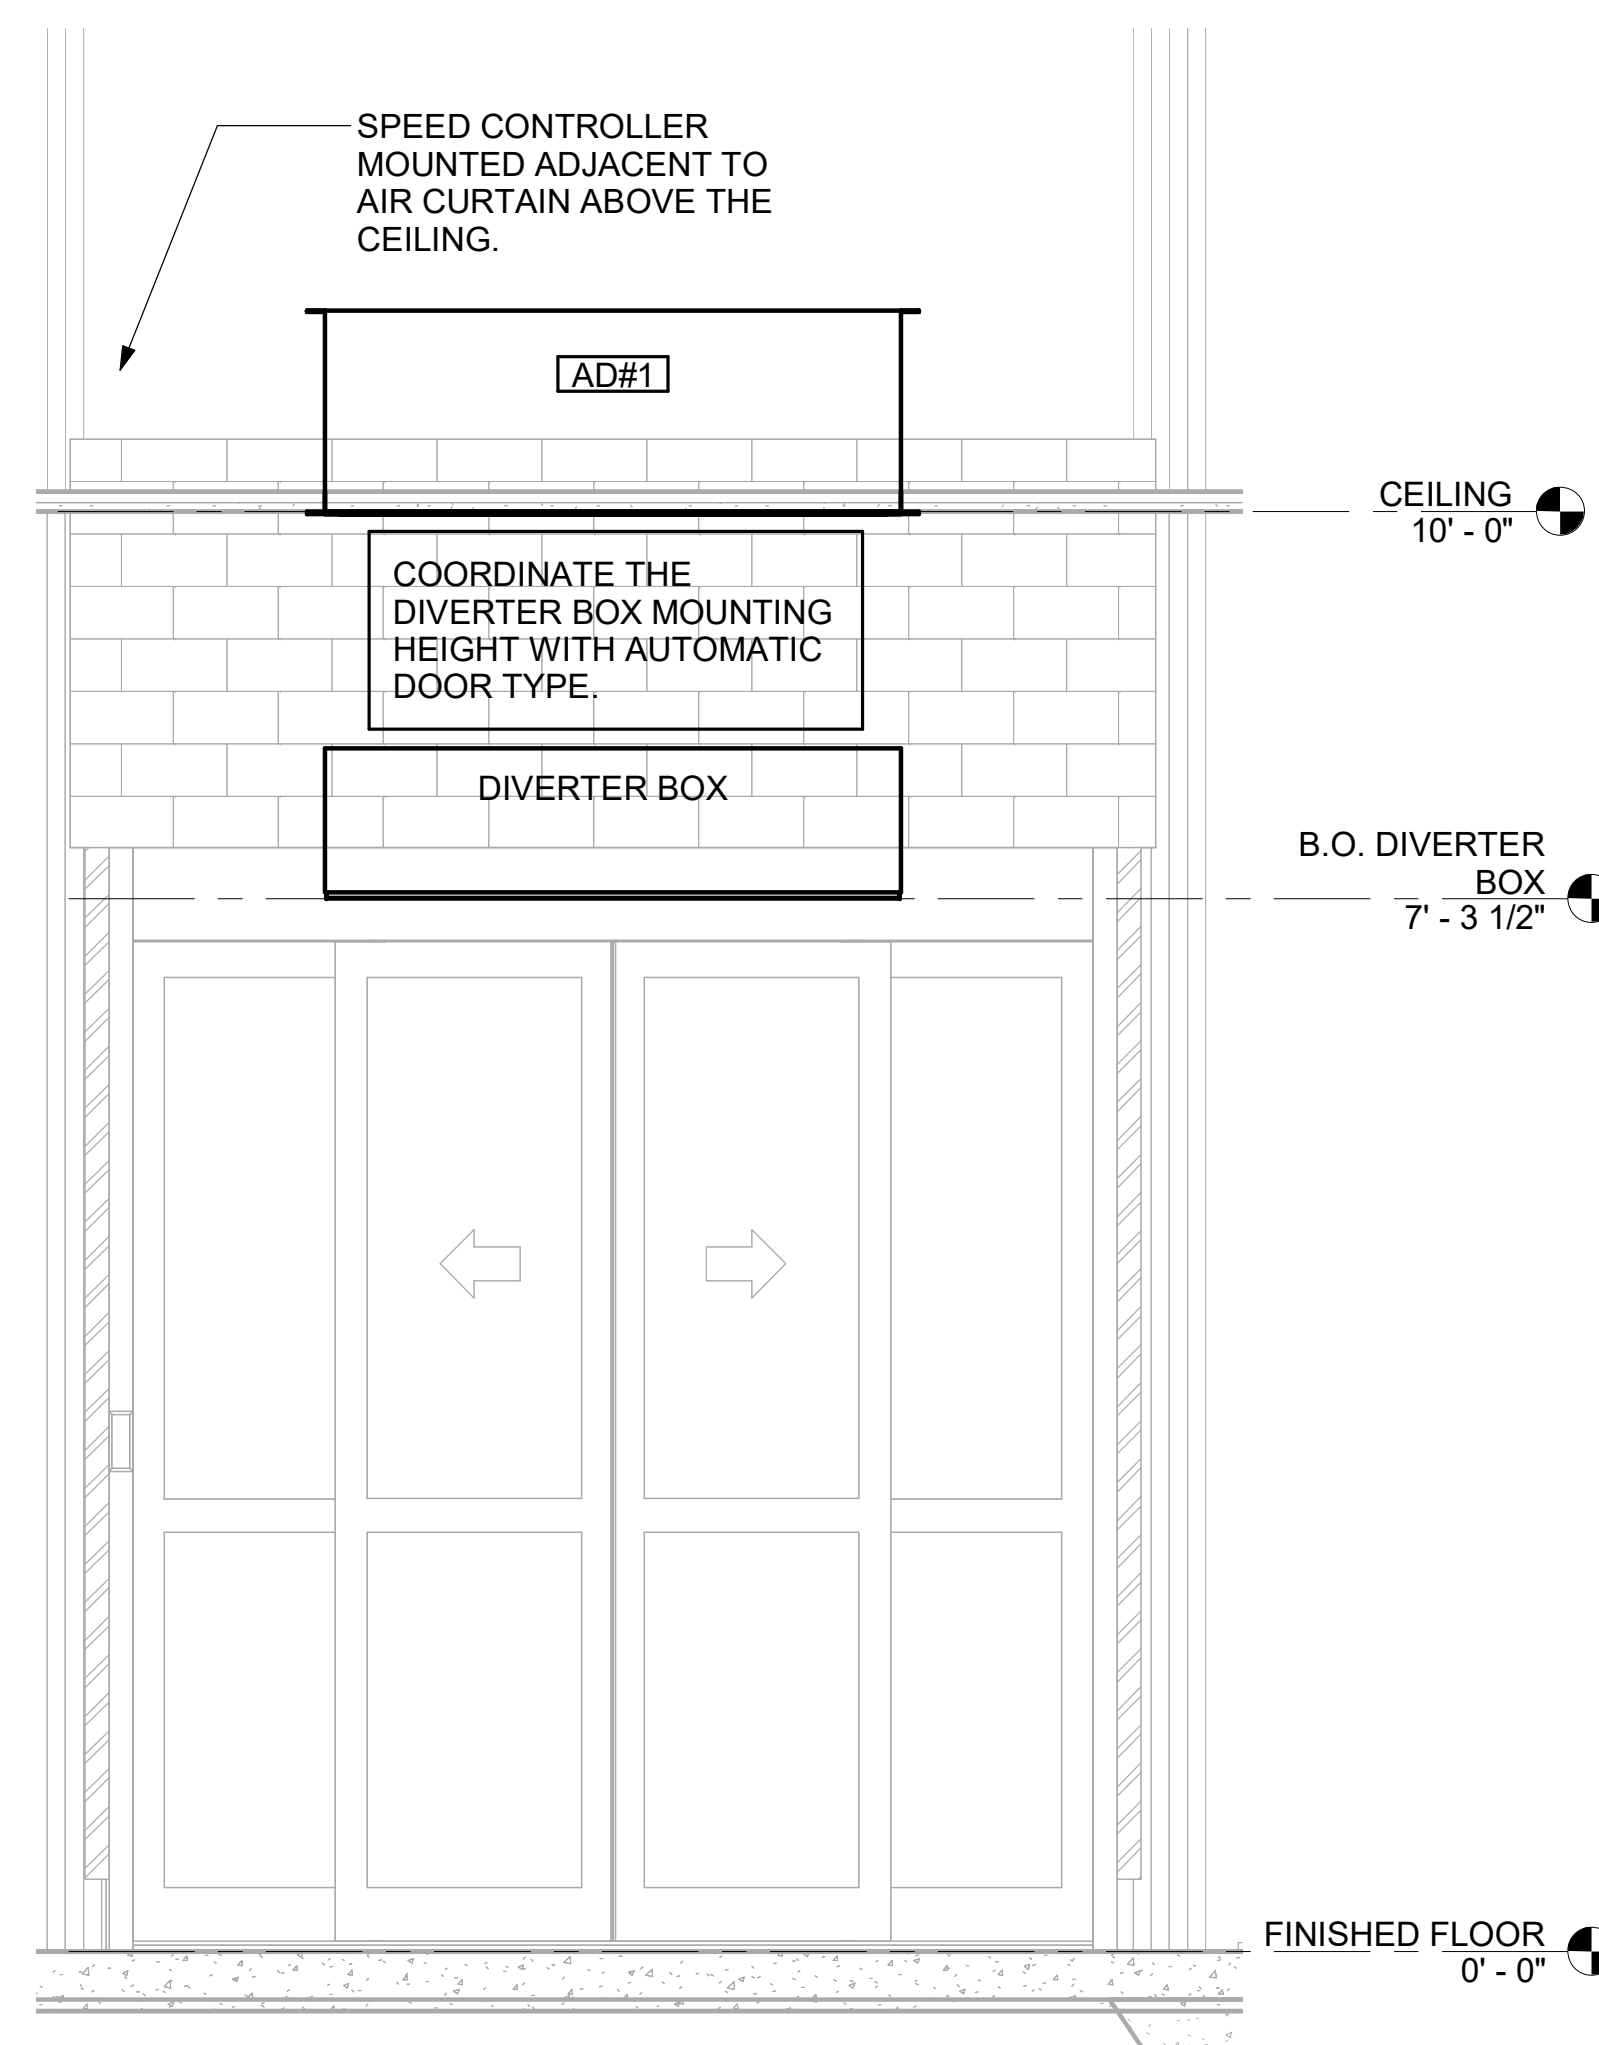 SPEED CONTROLLER
MOUNTED ADJACENT TO
AIR CURTAIN ABOVE THE
CEILING.
AD#1
CEILING
10' - 0"
COORDINATE THE
DIVERTER BOX MOUNTING
HEIGHT WITH AUTOMATIC
DOOR TYPE.
DIVERTER BOX
B.O. DIVERTER
BOX
7' - 3 1/2"
FINISHED FLOOR
0' - 0"